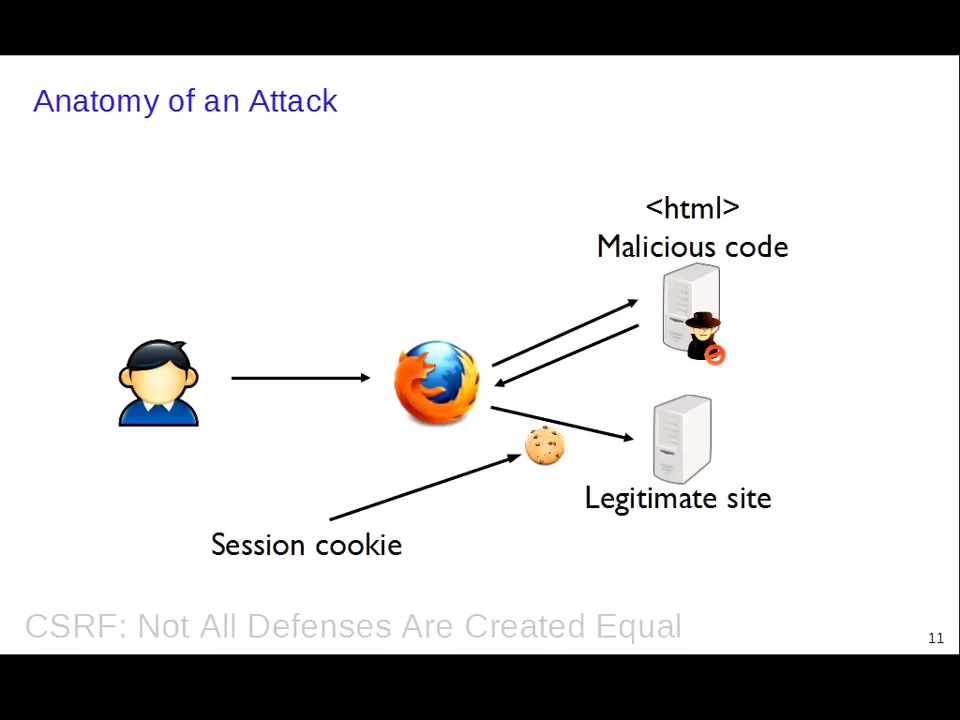 Anatomy of an Attack
<html>
Malicious code
Legitimate site
Session cookie
CSRF: Not All Defenses Are Created Equal
11